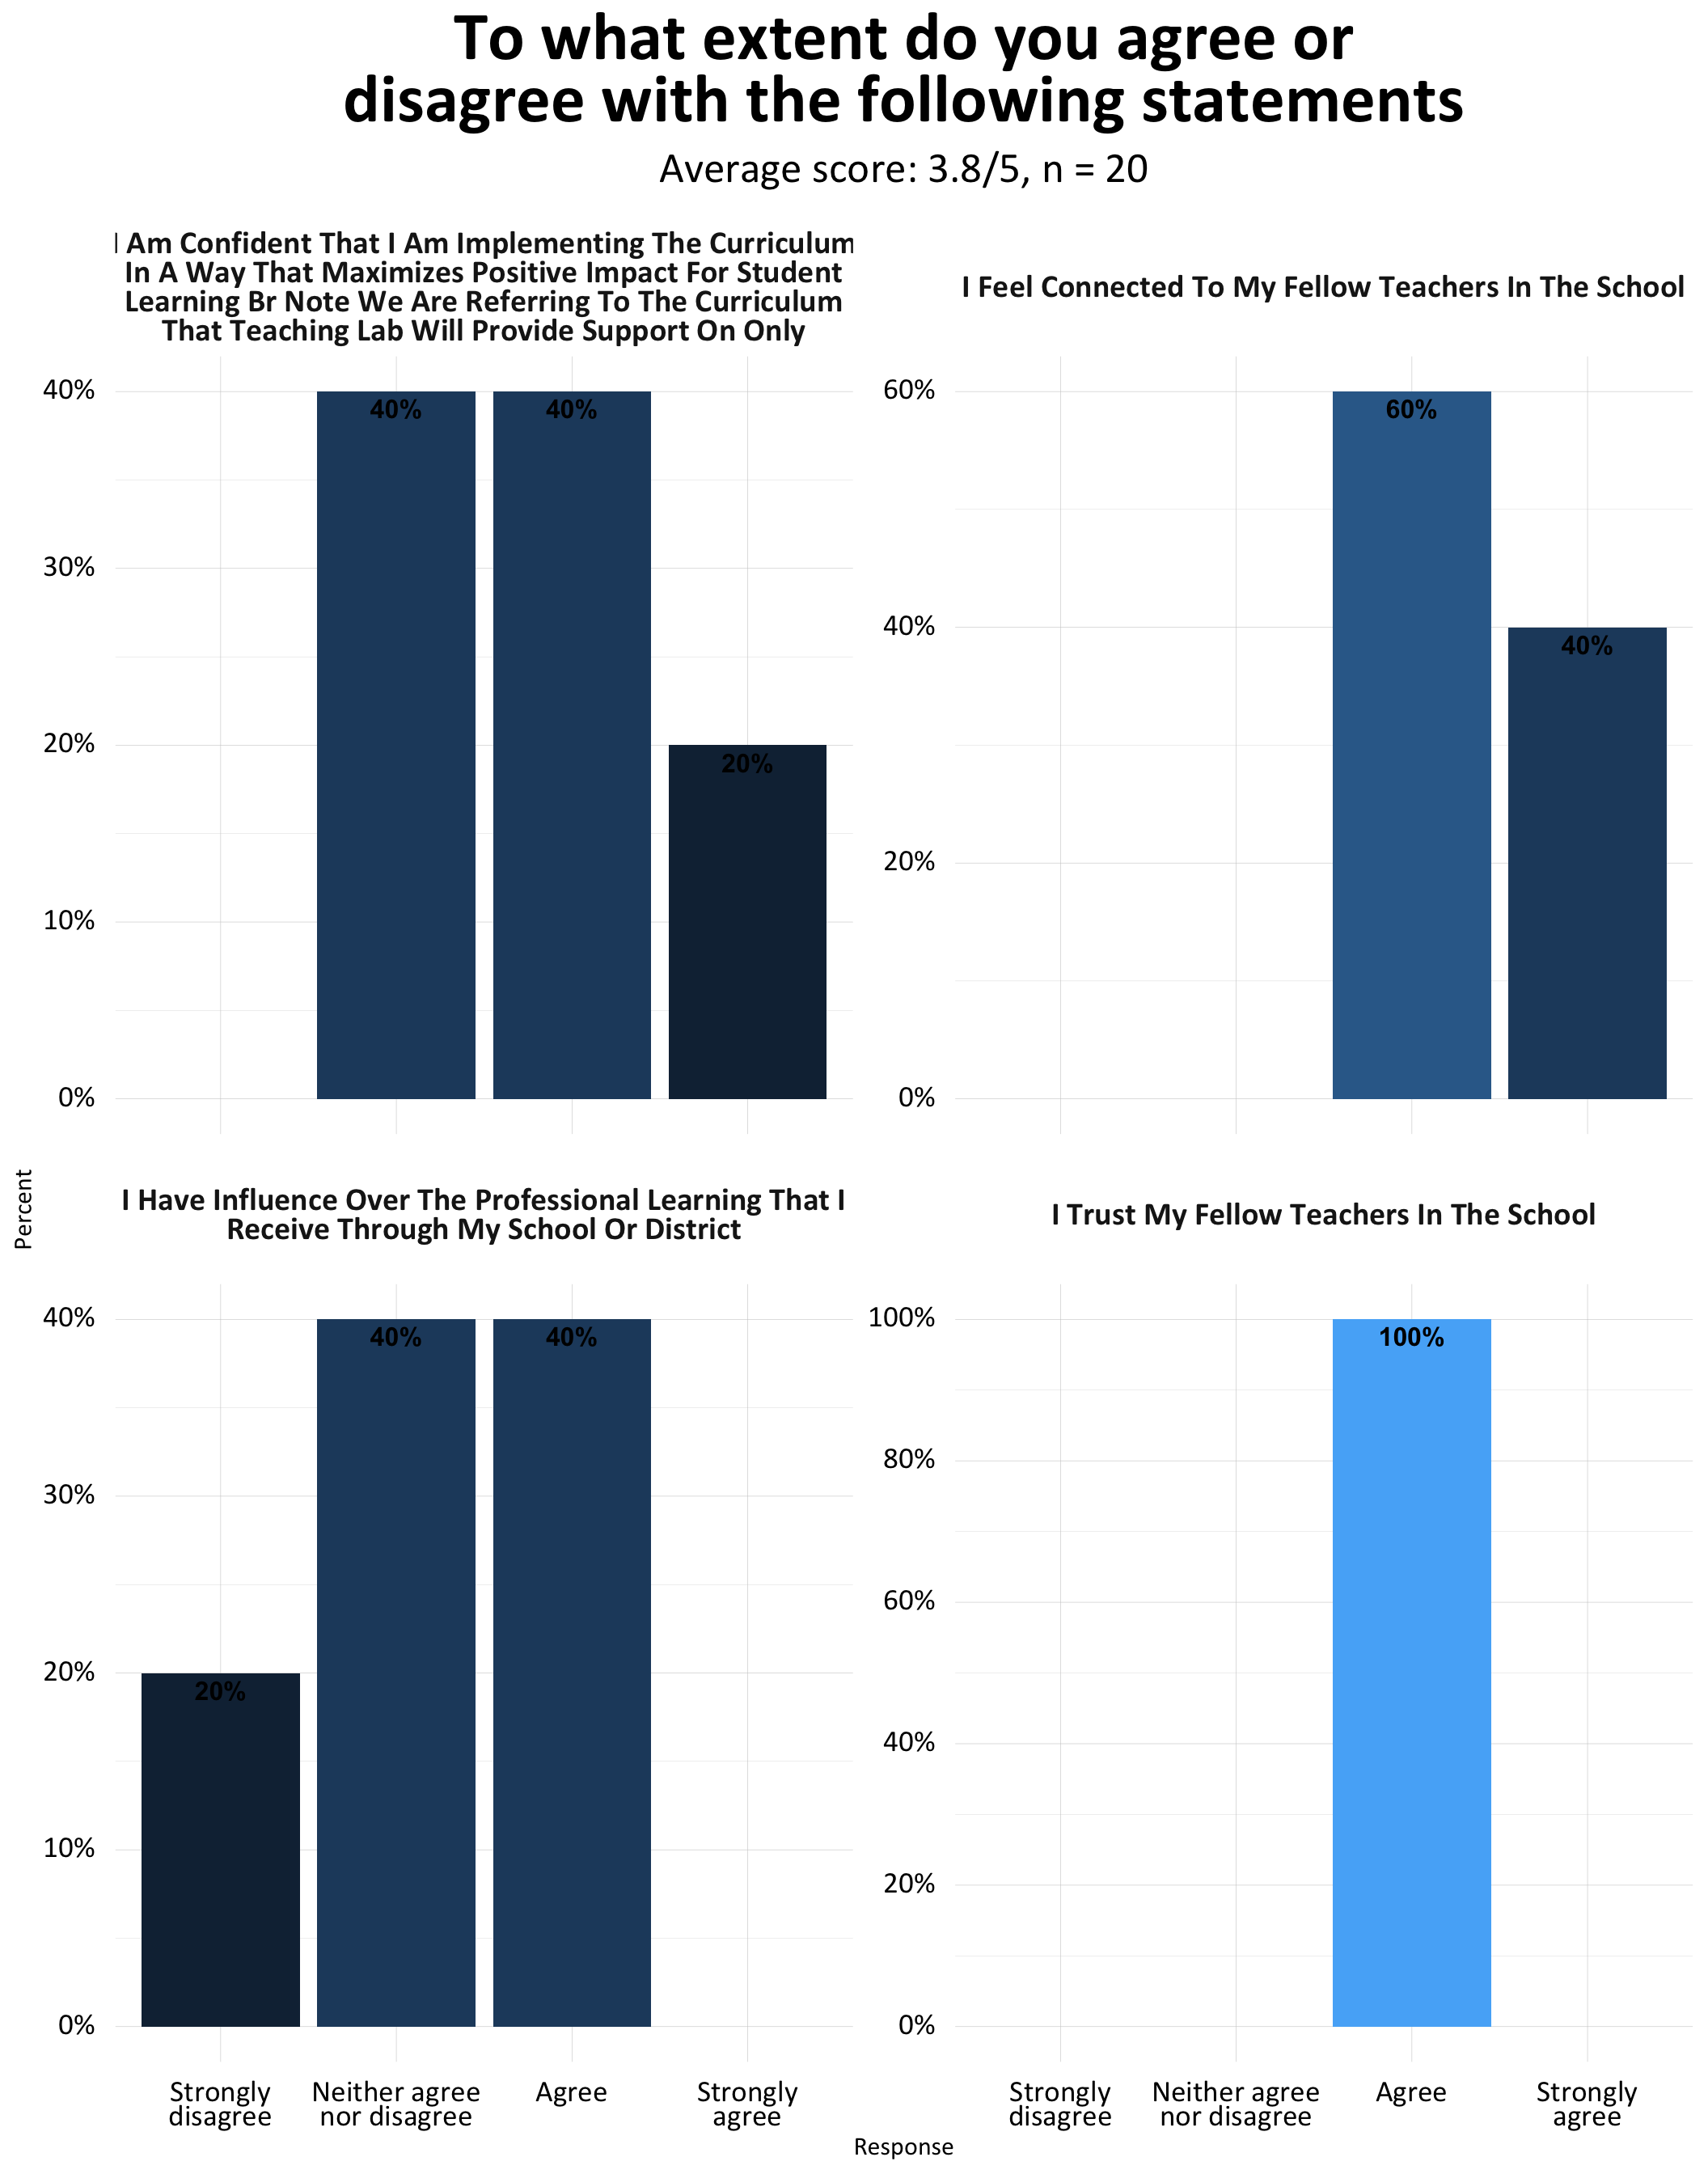 To what extent do you agree or
disagree with the following statements
Average score: 3.8/5, n = 20
I Am Confident That I Am Implementing The Curriculum
In A Way That Maximizes Positive Impact For Student
Learning Br Note We Are Referring To The Curriculum
That Teaching Lab Will Provide Support On Only
40%
30%
20%
10%
0%
40%
40%
20%
I Feel Connected To My Fellow Teachers In The School
60%
40%
20%
0%
60%
40%
Percent
I Have Influence Over The Professional Learning That I
Receive Through My School Or District
40%
30%
20%
10%
0%
20%
40%
40%
Strongly
disagree
Neither agree
nor disagree
Agree
Strongly
agree
I Trust My Fellow Teachers In The School
100%
80%
60%
40%
20%
0%
100%
Strongly
disagree
Neither agree
nor disagree
Agree
Strongly
agree
Response